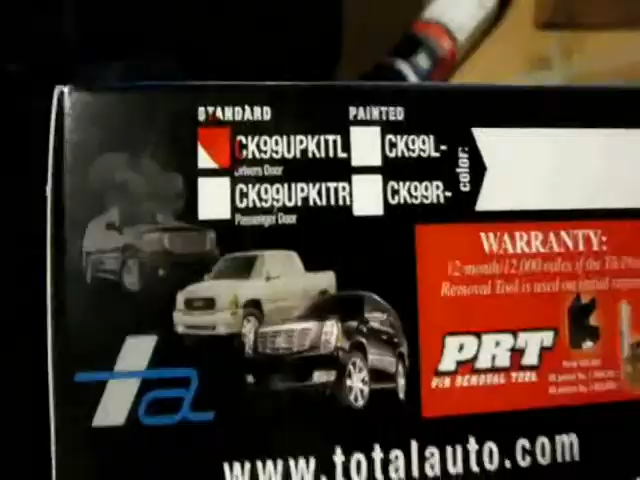 STANDARD PAINTED
CK99UPKITL CK99L-
Drivers Door
CK99UPKITR CK99R-
Passenger Door
color:
WARRANTY:
12 month/12,000 miles if the
Removal Tool is used on initial
PRT
PIN REMOVAL TOOL
ta
www.totalauto.com